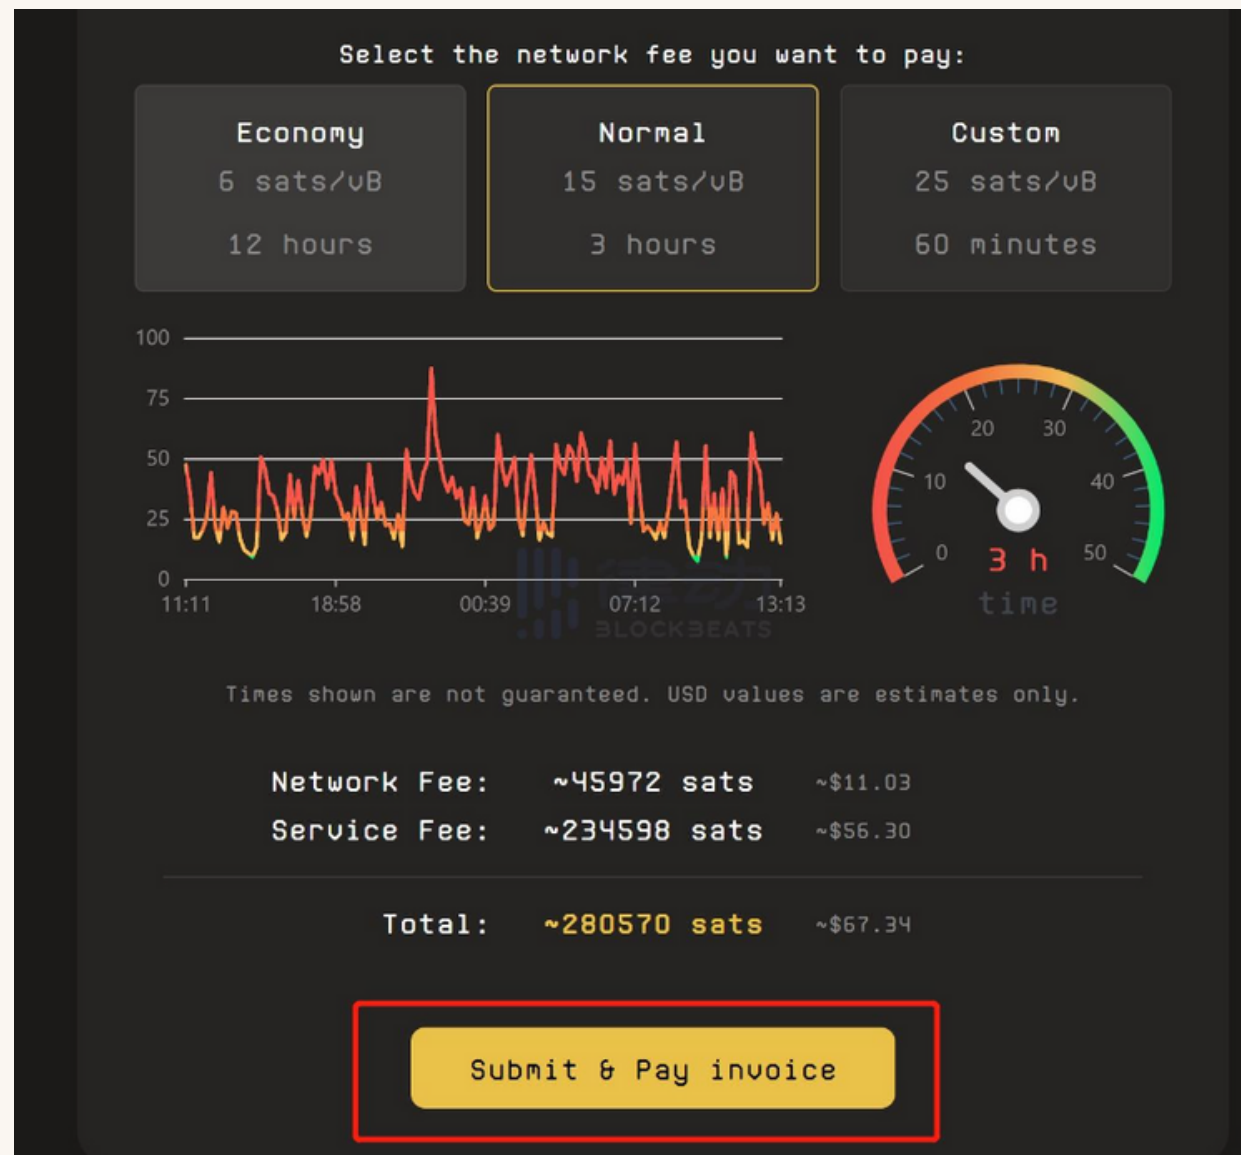 Select the network fee you want to pay:
Economy
6 sats/vB
12 hours
Normal
15 sats/vB
3 hours
Custom
25 sats/vB
60 minutes
100
75
50
25
0
11:11 18:58 00:39 07:12 13:13
0 10 20 30 40 50
3 h
time
律动
BLOCKBEATS
Times shown are not guaranteed. USD values are estimates only.
Network Fee: ~45972 sats ~$11.03
Service Fee: ~234598 sats ~$56.30
Total: ~280570 sats ~$67.34
Submit & Pay invoice